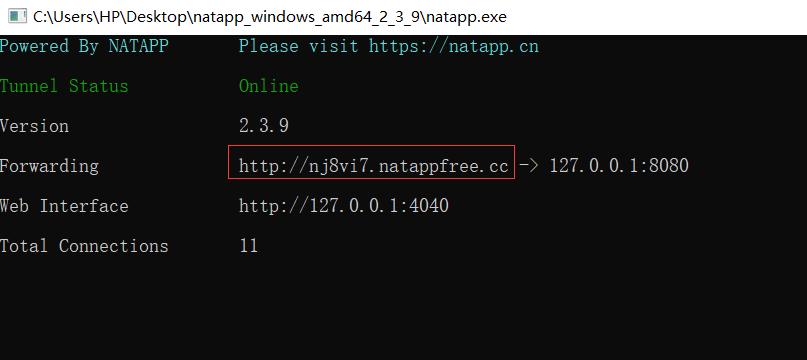 C:\Users\HP\Desktop\natapp_windows_amd64_2_3_9\natapp.exe
Powered By NATAPP Please visit https://natapp.cn
Tunnel Status Online
Version 2.3.9
Forwarding http://nj8vi7.natappfree.cc -> 127.0.0.1:8080
Web Interface http://127.0.0.1:4040
Total Connections 11